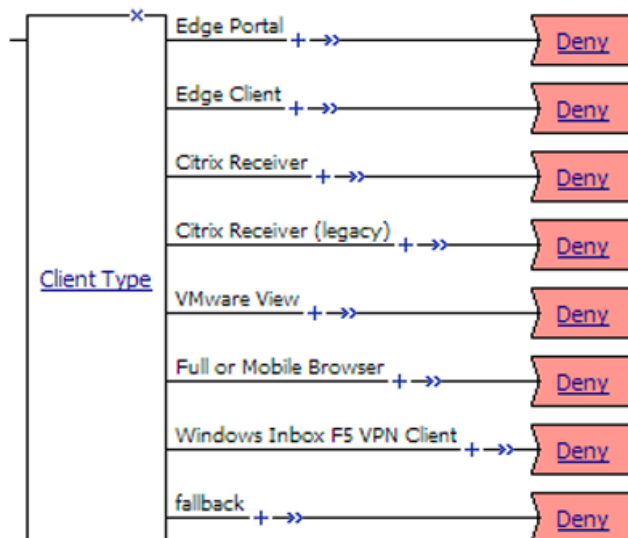 Edge Portal
Deny
Edge Client
Deny
Citrix Receiver
Deny
Citrix Receiver (legacy)
Deny
Client Type
VMware View
Deny
Full or Mobile Browser
Deny
Windows Inbox F5 VPN Client
Deny
fallback
Deny